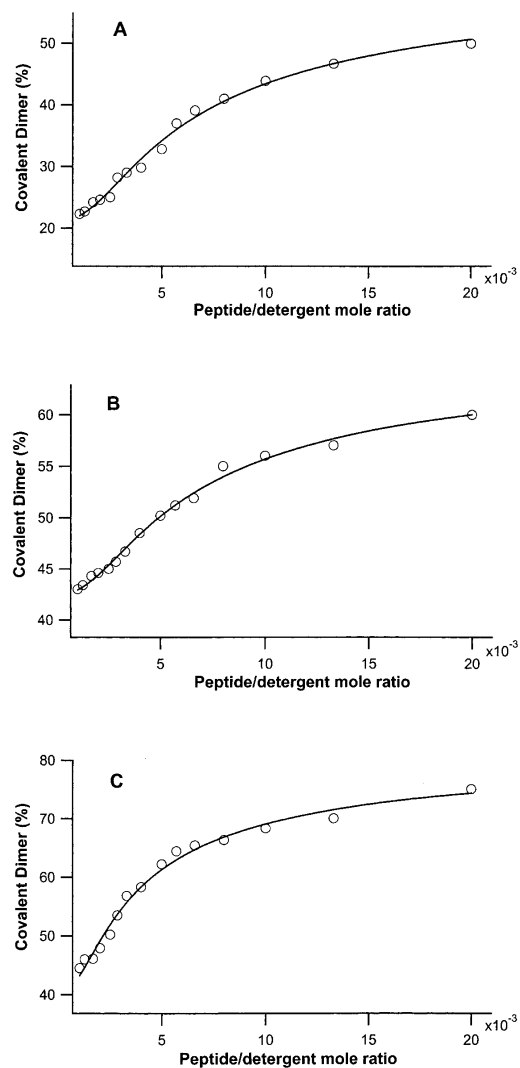 A
50
40
30
20
Covalent Dimer (%)
5
10
15
20
x10-3
Peptide/detergent mole ratio
B
60
55
50
45
40
Covalent Dimer (%)
5
10
15
20
x10-3
Peptide/detergent mole ratio
C
80
70
60
50
40
Covalent Dimer (%)
5
10
15
20
x10-3
Peptide/detergent mole ratio